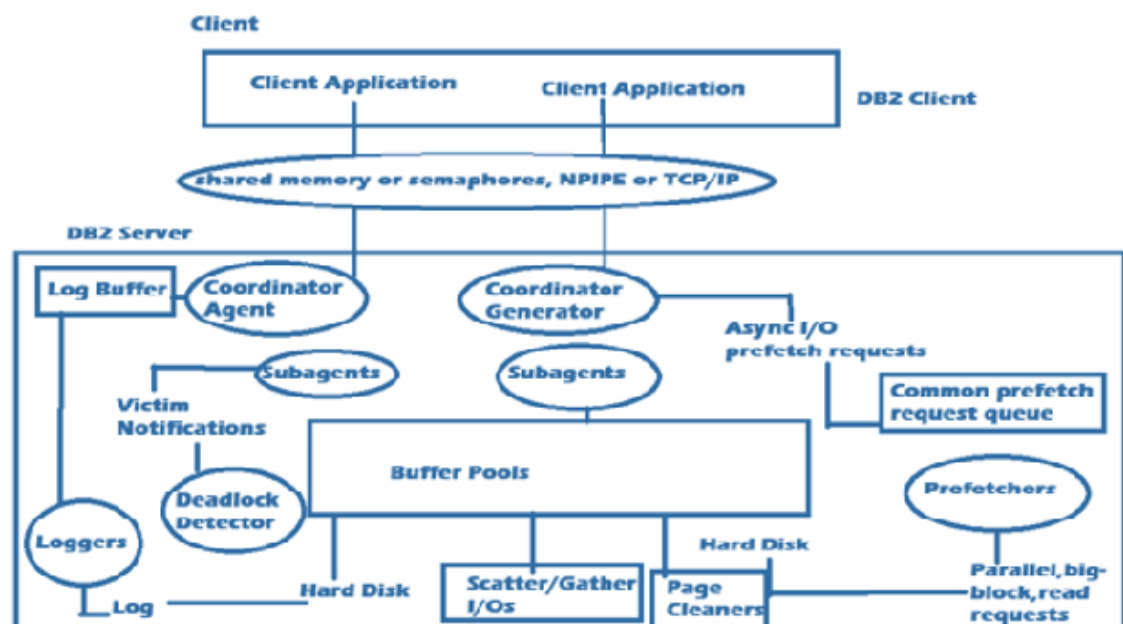 Client
Client Application
Client Application
DB2 Client
shared memory or semaphores, NPIPE or TCP/IP
DB2 Server
Log Buffer
Coordinator
Agent
Coordinator
Generator
Async I/O
prefetch requests
Subagents
Subagents
Common prefetch
request queue
Victim
Notifications
Buffer Pools
Deadlock
Detector
Prefetchers
Loggers
Hard Disk
Log
Hard Disk
Scatter/Gather
I/Os
Page
Cleaners
Parallel,big-
block,read
requests